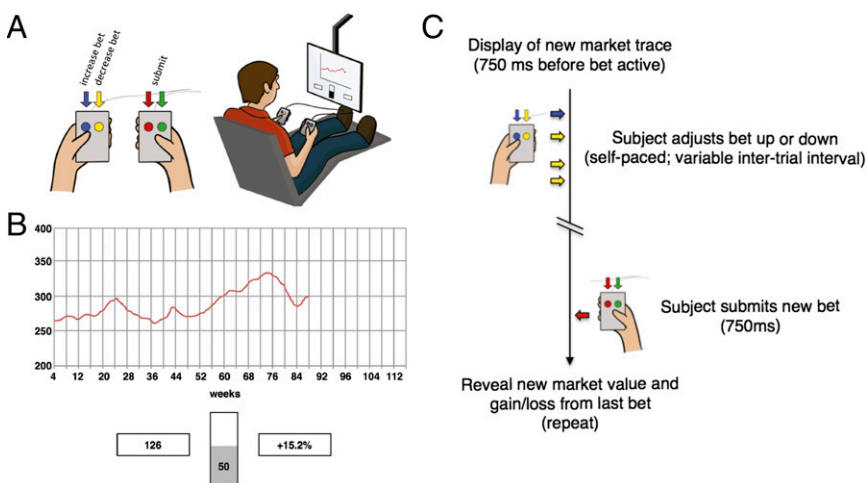 A
increase bet
decrease bet
submit
B
400
350
300
250
200
4 12 20 28 36 44 52 60 68 76 84 92 96 104 112
weeks
126
50
+15.2%
C
Display of new market trace
(750 ms before bet active)
Subject adjusts bet up or down
(self-paced; variable inter-trial interval)
Subject submits new bet
(750ms)
Reveal new market value and
gain/loss from last bet
(repeat)